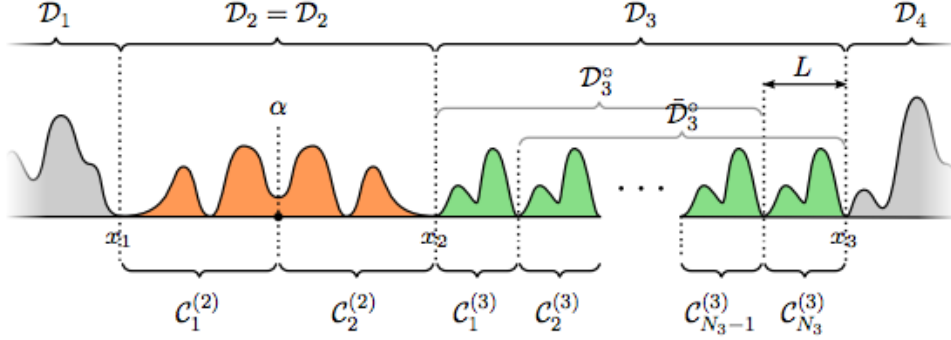 𝒟₁ 𝒟₂ = 𝒟₂ 𝒟₃ 𝒟₄
𝒟₃° L
α 𝒟̄₃°
x₁ x₂ x₃
𝒞₁⁽²⁾ 𝒞₂⁽²⁾ 𝒞₁⁽³⁾ 𝒞₂⁽³⁾ ··· 𝒞_{N₃−1}⁽³⁾ 𝒞_{N₃}⁽³⁾